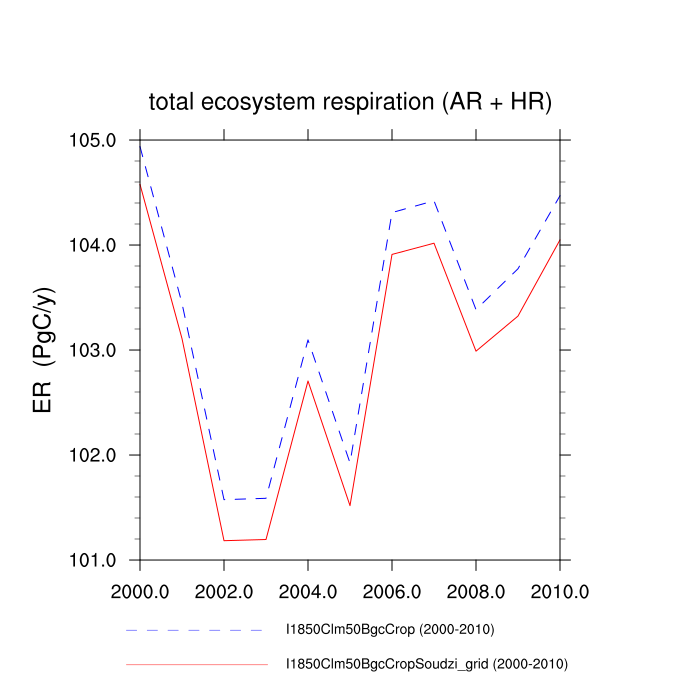 total ecosystem respiration (AR + HR)
ER (PgC/y)
105.0
104.0
103.0
102.0
101.0
2000.0 2002.0 2004.0 2006.0 2008.0 2010.0
I1850Clm50BgcCrop (2000-2010)
I1850Clm50BgcCropSoudzi_grid (2000-2010)